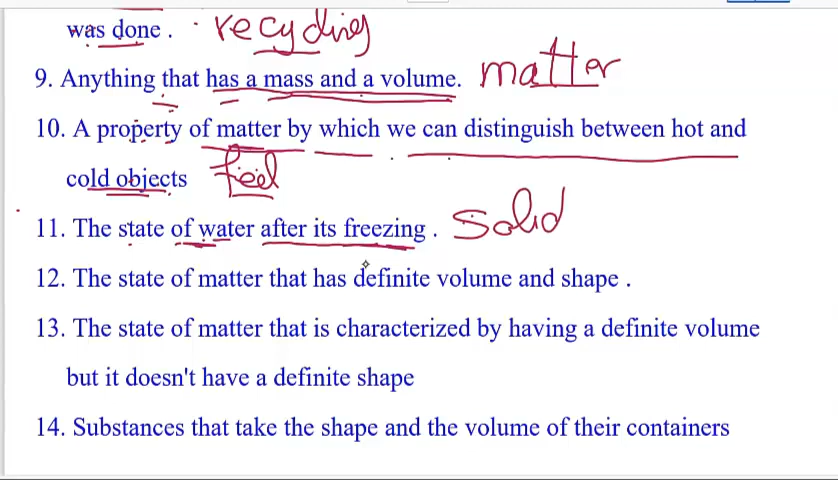 was done . recycling
9. Anything that has a mass and a volume. matter
10. A property of matter by which we can distinguish between hot and
cold objects feel
11. The state of water after its freezing . Solid
12. The state of matter that has definite volume and shape .
13. The state of matter that is characterized by having a definite volume
but it doesn't have a definite shape
14. Substances that take the shape and the volume of their containers